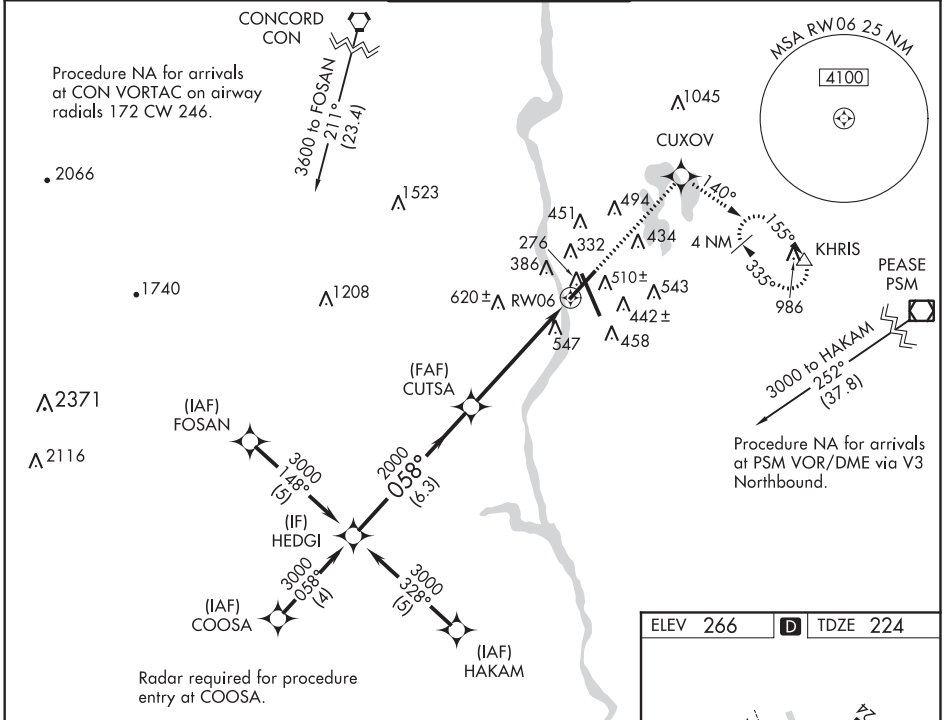 CONCORD
CON
Procedure NA for arrivals
at CON VORTAC on airway
radials 172 CW 246.
3600 to FOSAN
211°
(23.4)
MSA RW06 25 NM
4100
1045
CUXOV
2066
1523
140°
494
451
434
4 NM
155°
KHRIS
335°
986
276
332
386
PEASE
PSM
1740
1208
620±
RW06
510±
543
442±
547
458
3000 to HAKAM
252°
(37.8)
(FAF)
CUTSA
2371
(IAF)
FOSAN
2116
Procedure NA for arrivals
at PSM VOR/DME via V3
Northbound.
3000
148°
(5)
2000
058°
(6.3)
(IF)
HEDGI
3000
058°
(4)
3000
328°
(5)
(IAF)
COOSA
(IAF)
HAKAM
Radar required for procedure
entry at COOSA.
ELEV 266 D TDZE 224
24